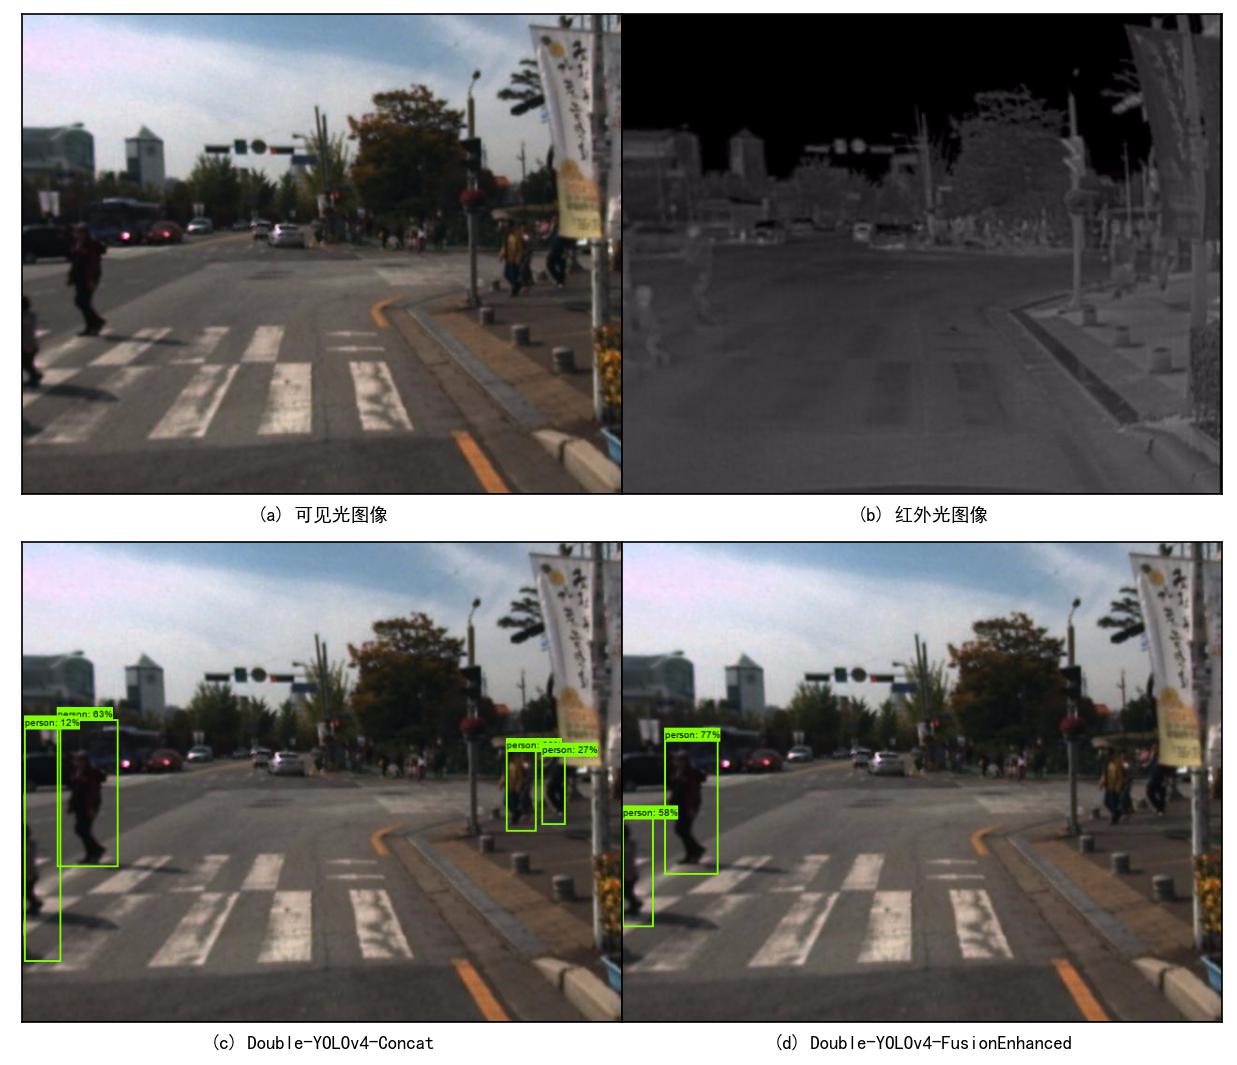 (a) 可见光图像
(b) 红外光图像
person: 63%
person: 12%
person:
person: 27%
person: 77%
person: 58%
(c) Double-YOLOv4-Concat
(d) Double-YOLOv4-FusionEnhanced